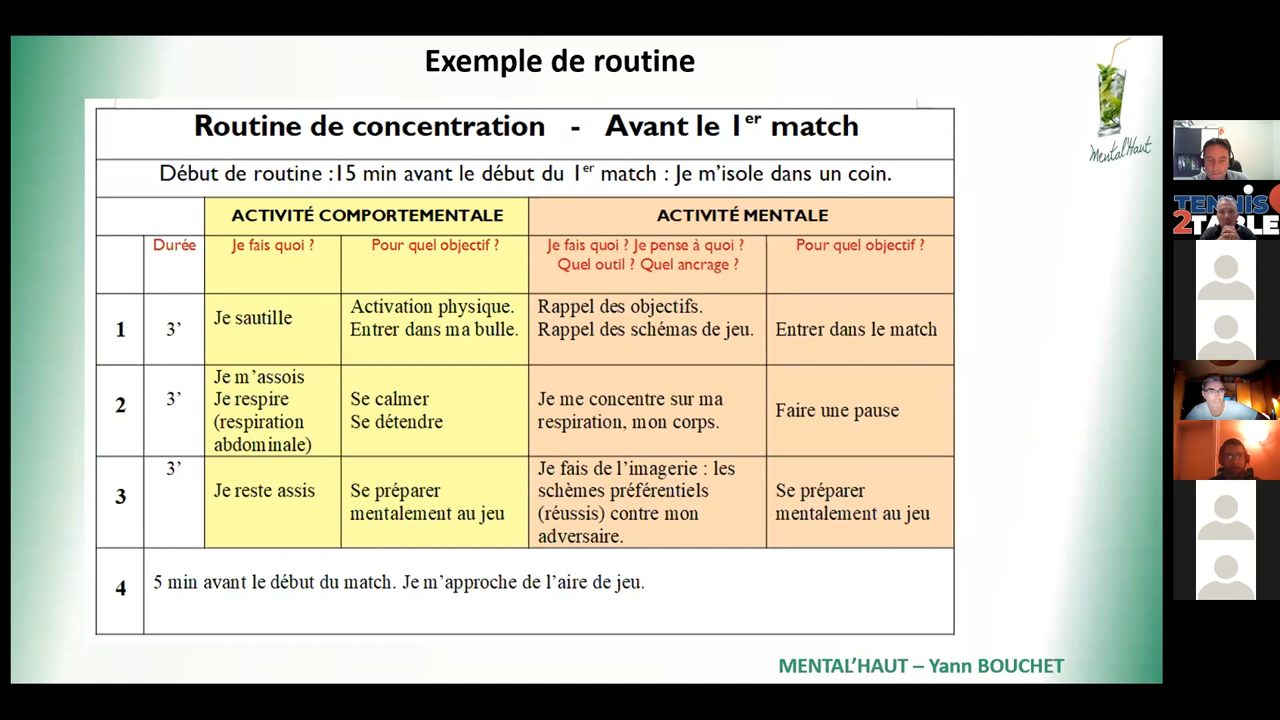 Exemple de routine
Mental'Haut
Routine de concentration - Avant le 1er match
Début de routine :15 min avant le début du 1er match : Je m'isole dans un coin.
ACTIVITÉ COMPORTEMENTALE
ACTIVITÉ MENTALE
Durée
Je fais quoi ?
Pour quel objectif ?
Je fais quoi ? Je pense à quoi ?
Quel outil ? Quel ancrage ?
Pour quel objectif ?
1
3'
Je sautille
Activation physique.
Entrer dans ma bulle.
Rappel des objectifs.
Rappel des schémas de jeu.
Entrer dans le match
2
3'
Je m'assois
Je respire
(respiration
abdominale)
Se calmer
Se détendre
Je me concentre sur ma
respiration, mon corps.
Faire une pause
3
3'
Je reste assis
Se préparer
mentalement au jeu
Je fais de l'imagerie : les
schèmes préférentiels
(réussis) contre mon
adversaire.
Se préparer
mentalement au jeu
4
5 min avant le début du match. Je m'approche de l'aire de jeu.
MENTAL'HAUT – Yann BOUCHET
TENNIS
2TABLE